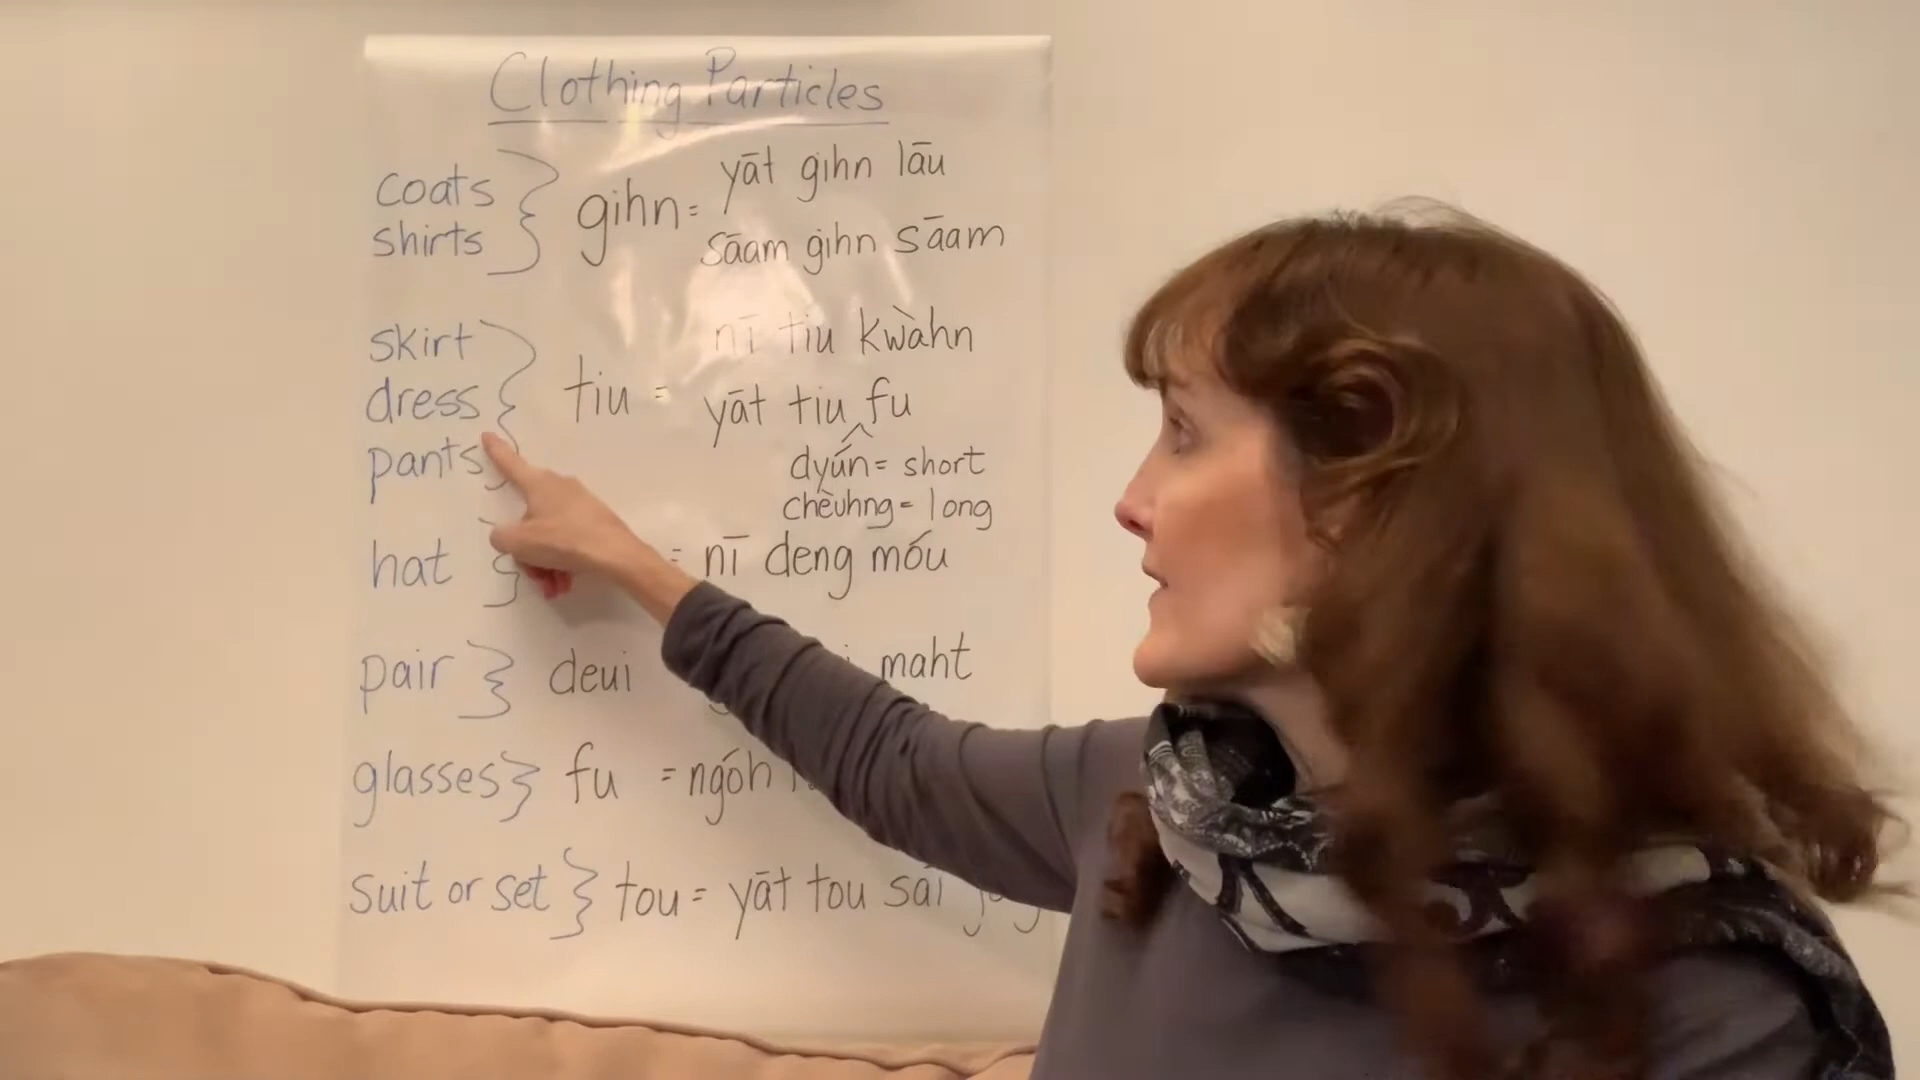 Clothing Particles
coats
shirts
gihn =
yāt gihn lāu
sāam gihn sāam
skirt
dress
pants
tiu =
nī tiu kwàhn
yāt tiu fu
dyún = short
chèuhng = long
hat
= nī deng móu
pair
deui
maht
glasses
fu
= ngóh
suit or set
tou =
yāt tou sāi